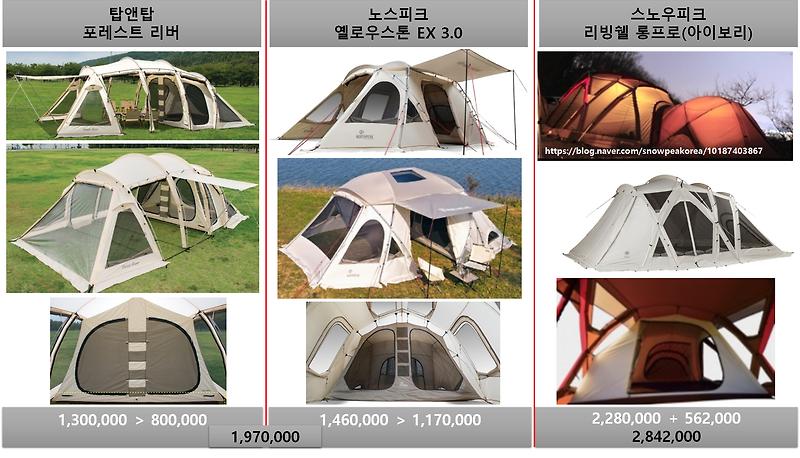 탑앤탑
포레스트 리버
노스피크
옐로우스톤 EX 3.0
스노우피크
리빙쉘 롱프로(아이보리)
https://blog.naver.com/snowpeakorea/10187403867
1,300,000 > 800,000
1,460,000 > 1,170,000
1,970,000
2,280,000 + 562,000
2,842,000